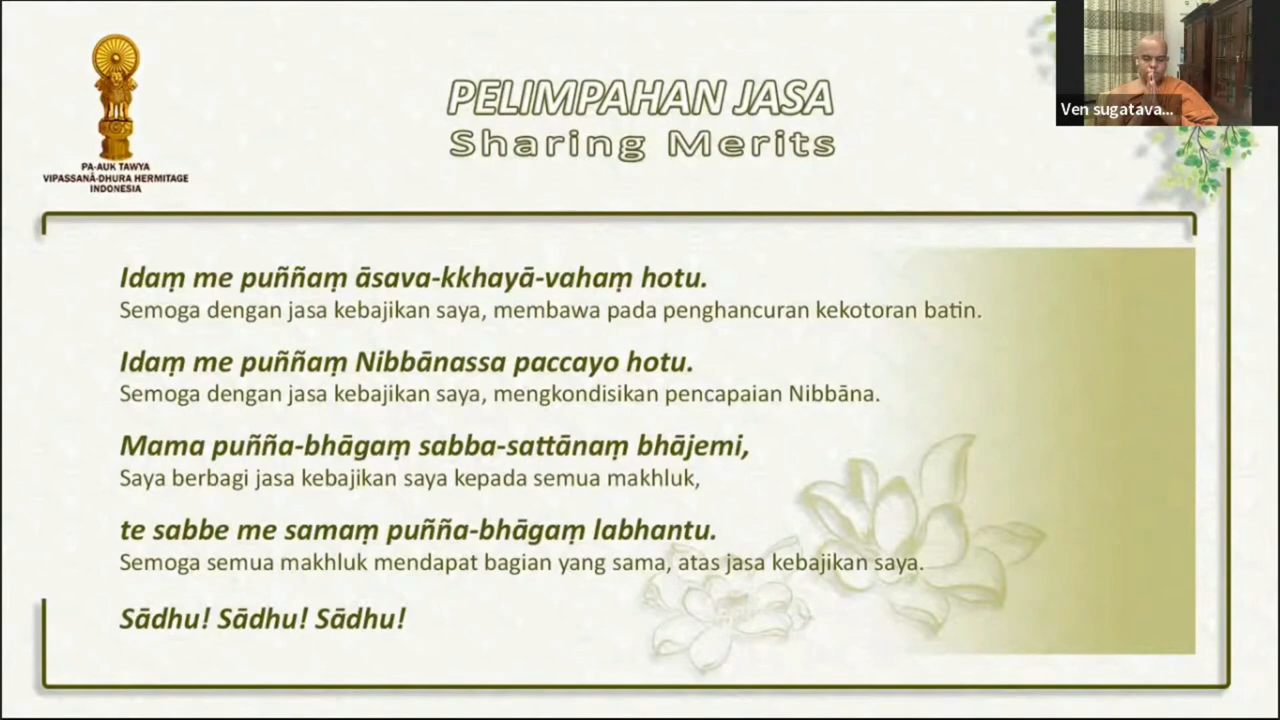 PELIMPAHAN JASA
Sharing Merits
Ven sugatava...
PA-AUK TAWYA
VIPASSANĀ-DHURA HERMITAGE
INDONESIA
Idaṃ me puññaṃ āsava-kkhayā-vahaṃ hotu.
Semoga dengan jasa kebajikan saya, membawa pada penghancuran kekotoran batin.
Idaṃ me puññaṃ Nibbānassa paccayo hotu.
Semoga dengan jasa kebajikan saya, mengkondisikan pencapaian Nibbāna.
Mama puñña-bhāgaṃ sabba-sattānaṃ bhājemi,
Saya berbagi jasa kebajikan saya kepada semua makhluk,
te sabbe me samaṃ puñña-bhāgaṃ labhantu.
Semoga semua makhluk mendapat bagian yang sama, atas jasa kebajikan saya.
Sādhu! Sādhu! Sādhu!